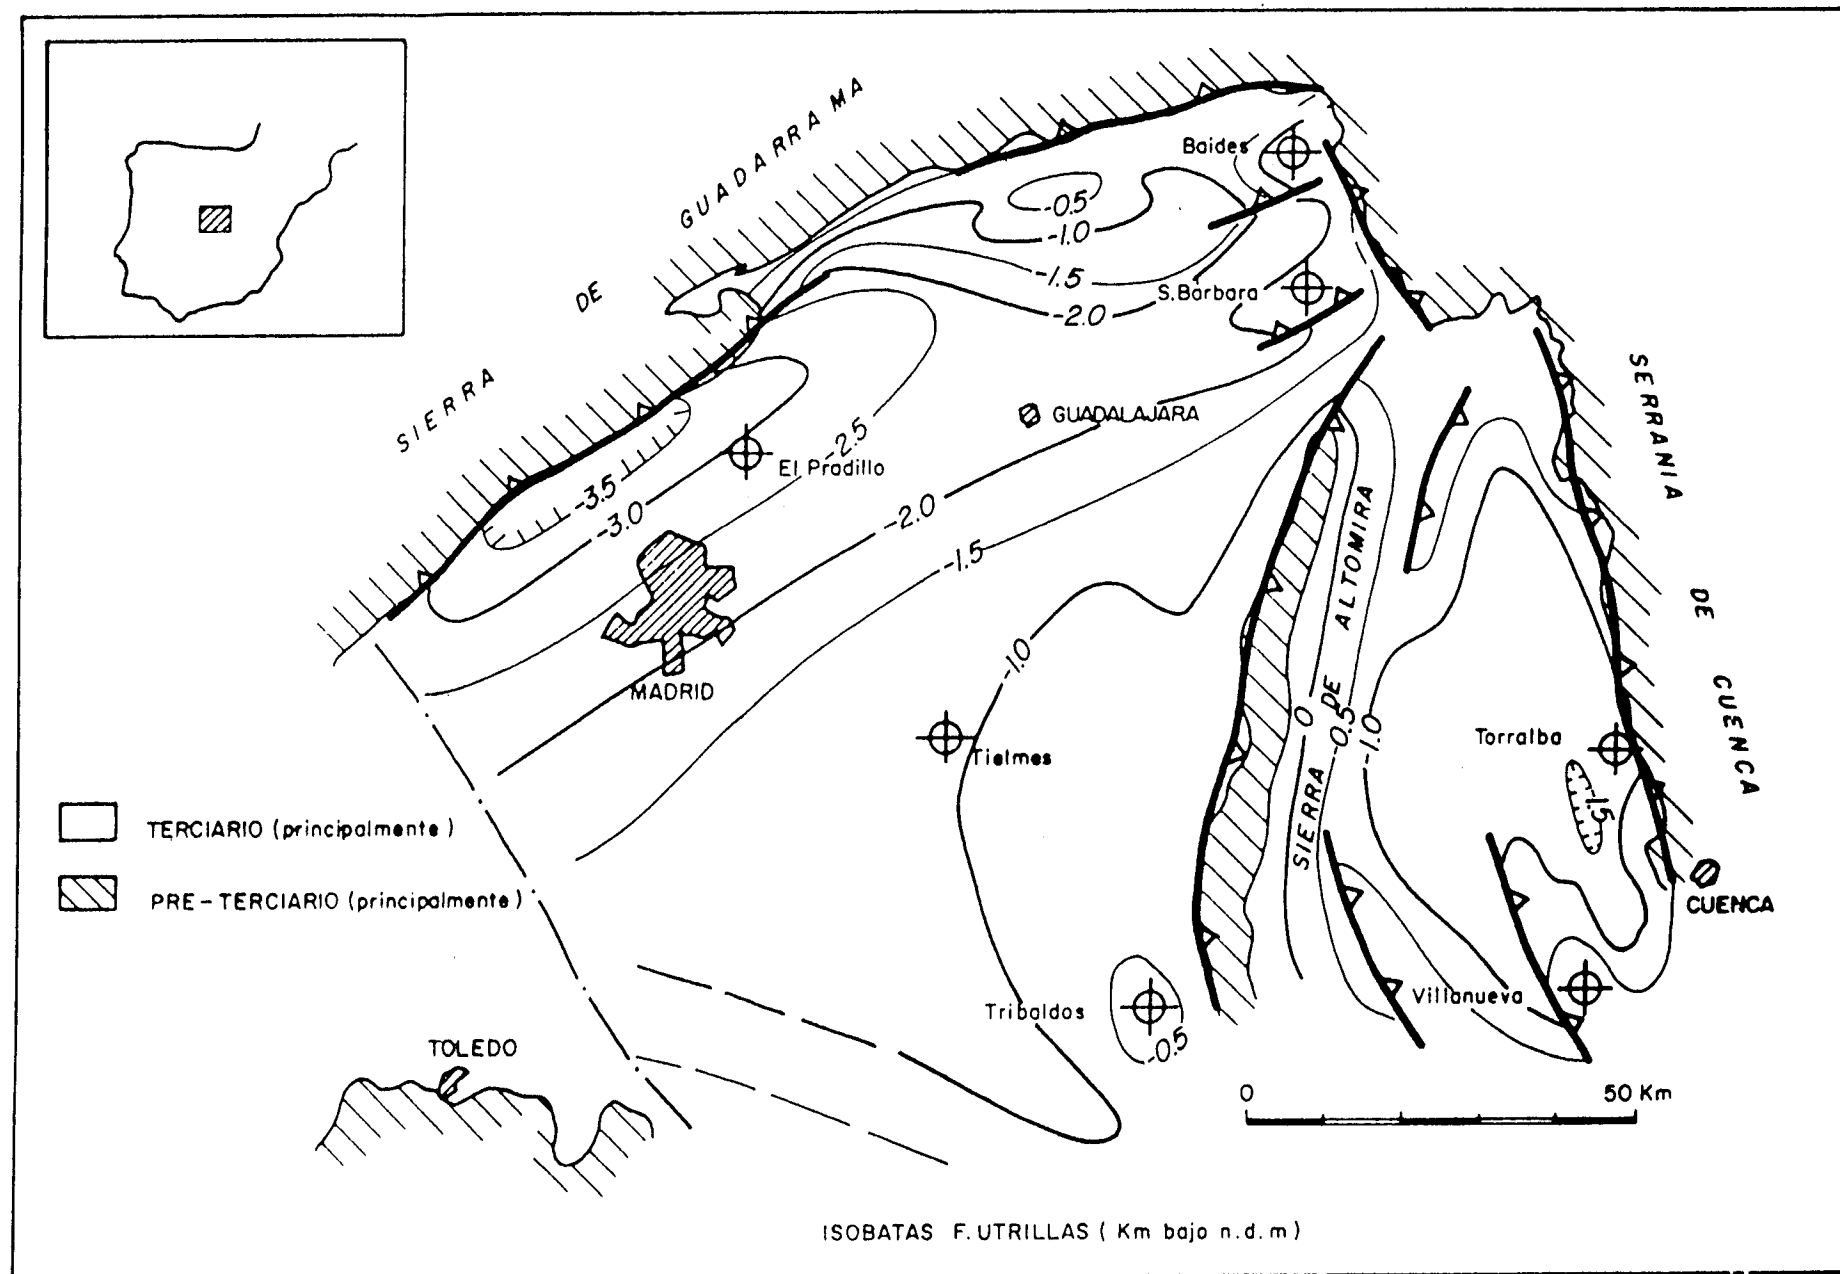 SIERRA DE GUADARRAMA
Baides
-0.5
-1.0
-1.5
S. Bárbara
-2.0
GUADALAJARA
-2.5
El Pradillo
-3.5
-3.0
-2.0
-1.5
MADRID
-1.0
Tielmes
SIERRA DE ALTOMIRA
0
-0.5
-1.0
SERRANIA DE CUENCA
Torralba
-1.5
CUENCA
Villanueva
Tribaldos
-0.5
TERCIARIO (principalmente)
PRE-TERCIARIO (principalmente)
TOLEDO
0 50 Km
ISOBATAS F. UTRILLAS ( Km bajo n.d.m )